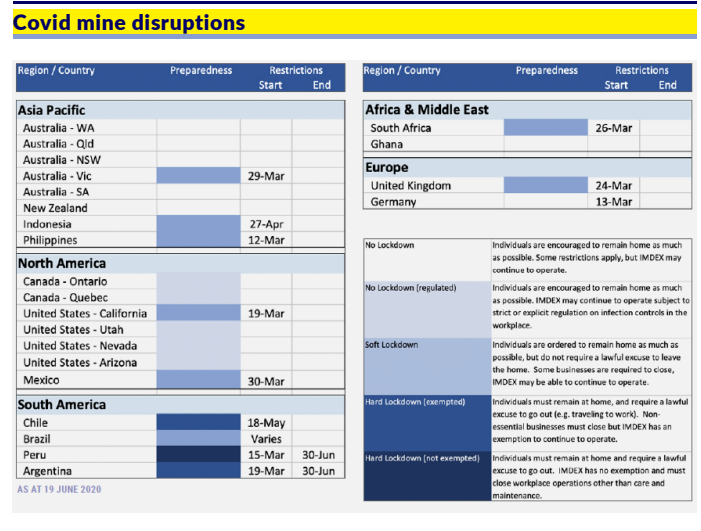 Covid mine disruptions
Region / Country Preparedness Restrictions
Start End
Asia Pacific
Australia - WA
Australia - Qld
Australia - NSW
Australia - Vic 29-Mar
Australia - SA
New Zealand
Indonesia 27-Apr
Philippines 12-Mar
North America
Canada - Ontario
Canada - Quebec
United States - California 19-Mar
United States - Utah
United States - Nevada
United States - Arizona
Mexico 30-Mar
South America
Chile 18-May
Brazil Varies
Peru 15-Mar 30-Jun
Argentina 19-Mar 30-Jun
AS AT 19 JUNE 2020
Region / Country Preparedness Restrictions
Start End
Africa & Middle East
South Africa 26-Mar
Ghana
Europe
United Kingdom 24-Mar
Germany 13-Mar
No Lockdown Individuals are encouraged to remain home as much
as possible. Some restrictions apply, but IMDEX may
continue to operate.
No Lockdown (regulated) Individuals are encouraged to remain home as much
as possible. IMDEX may continue to operate subject to
strict or explicit regulation on infection controls in the
workplace.
Soft Lockdown Individuals are ordered to remain home as much as
possible, but do not require a lawful excuse to leave
the home. Some businesses are required to close,
IMDEX may be able to continue to operate.
Hard Lockdown (exempted) Individuals must remain at home, and require a lawful
excuse to go out (e.g. traveling to work). Non-
essential businesses must close but IMDEX has an
exemption to continue to operate.
Hard Lockdown (not exempted) Individuals must remain at home and require a lawful
excuse to go out. IMDEX has no exemption and must
close workplace operations other than care and
maintenance.